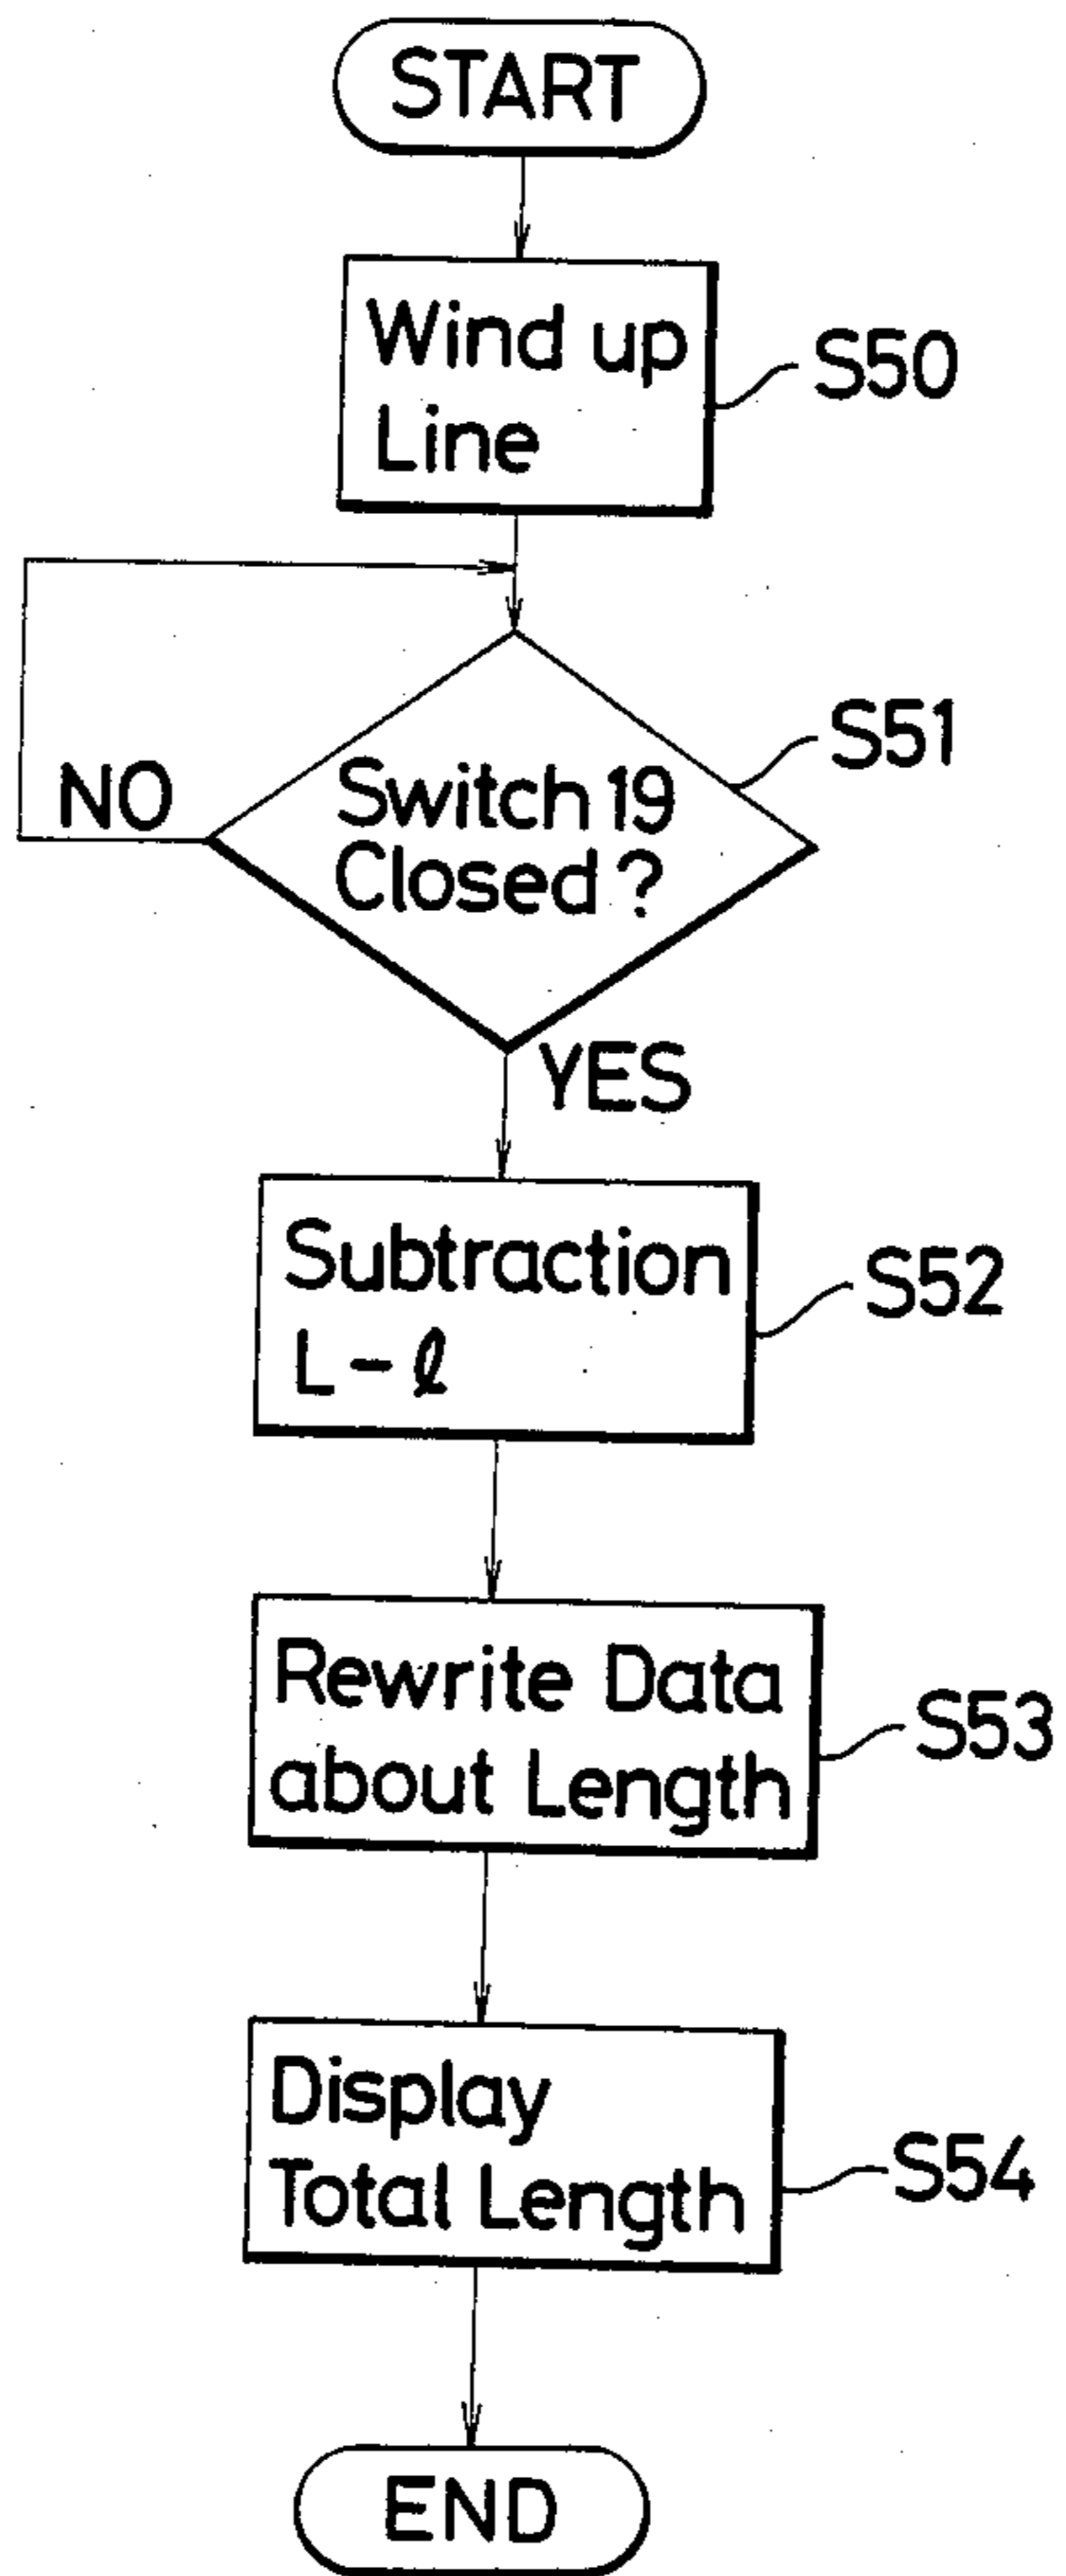 START
Wind up
Line
S50
Switch 19
Closed ?
S51
NO
YES
Subtraction
L - ℓ
S52
Rewrite Data
about Length
S53
Display
Total Length
S54
END